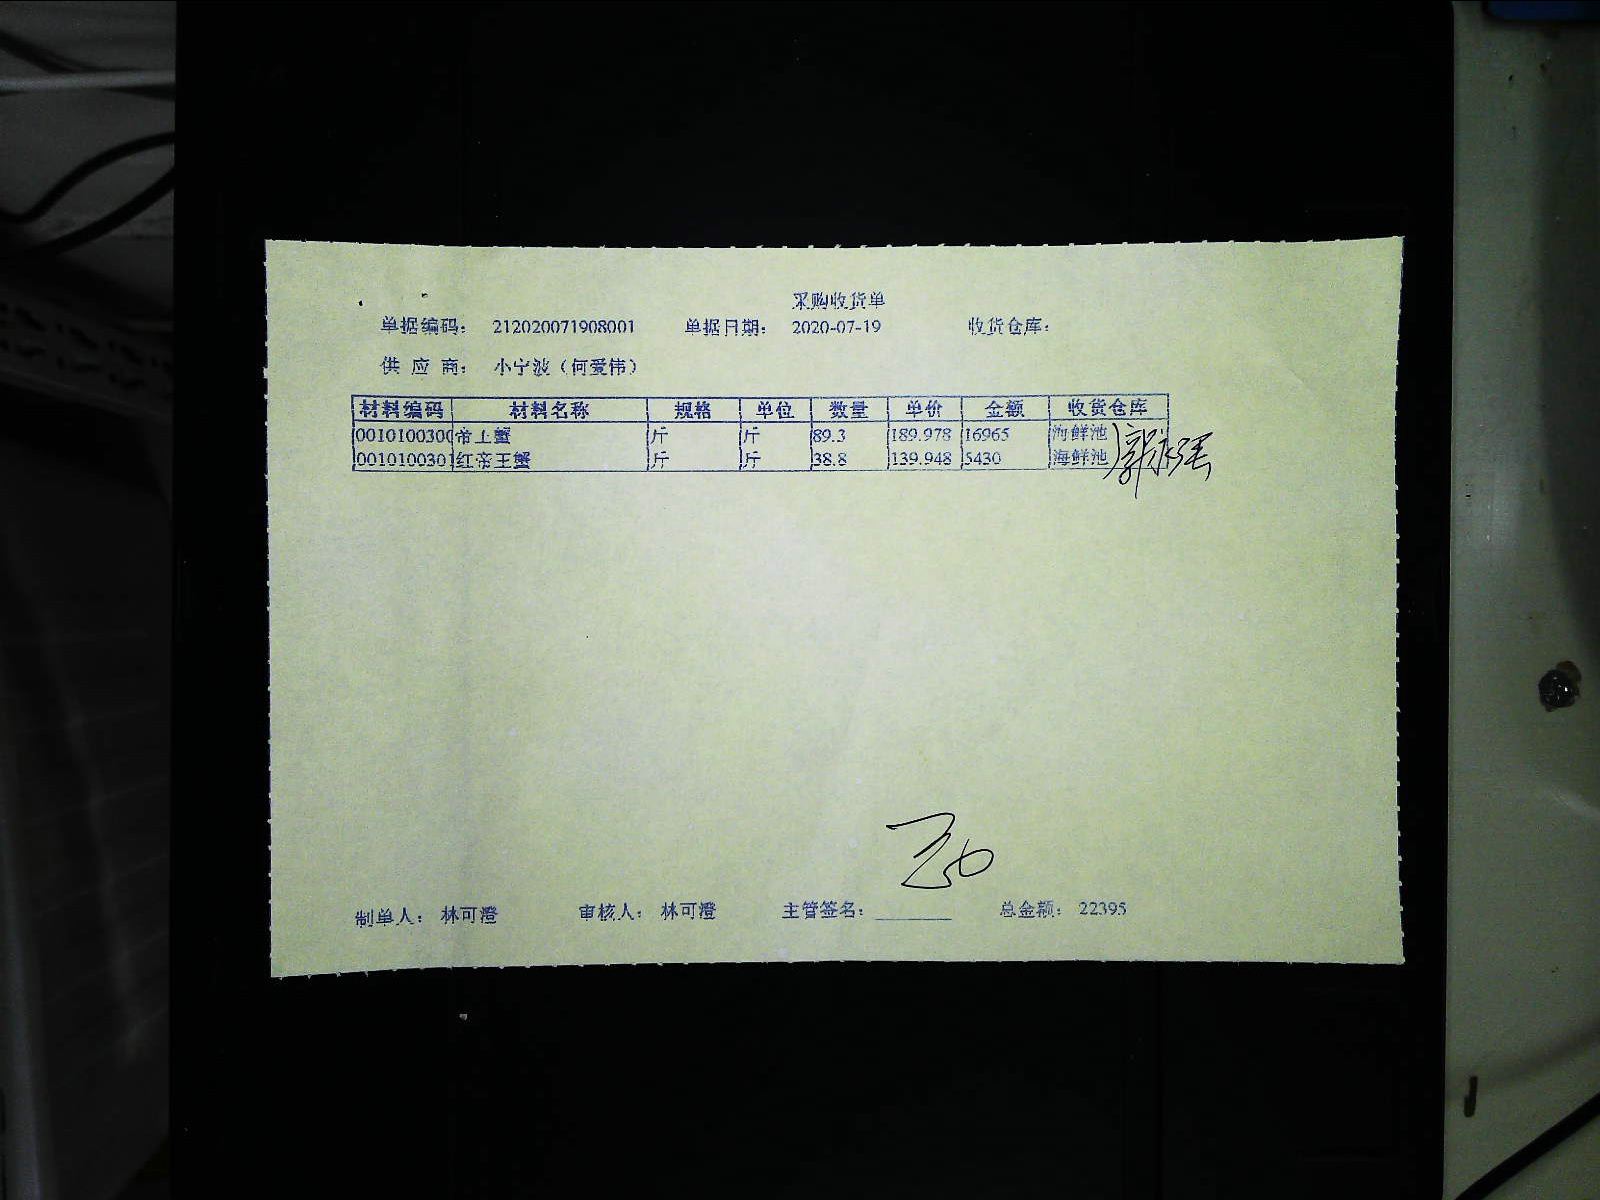 采购收货单
单据编码： 212020071908001 单据日期： 2020-07-19 收货仓库：
供 应 商： 小宁波（何爱伟）
材料编码 材料名称 规格 单位 数量 单价 金额 收货仓库
0010100300 帝王蟹 斤 斤 89.3 189.978 16965 海鲜池
0010100301 红帝王蟹 斤 斤 38.8 139.948 5430 海鲜池
郭永强
制单人： 林可澄 审核人： 林可澄 主管签名： 总金额： 22395